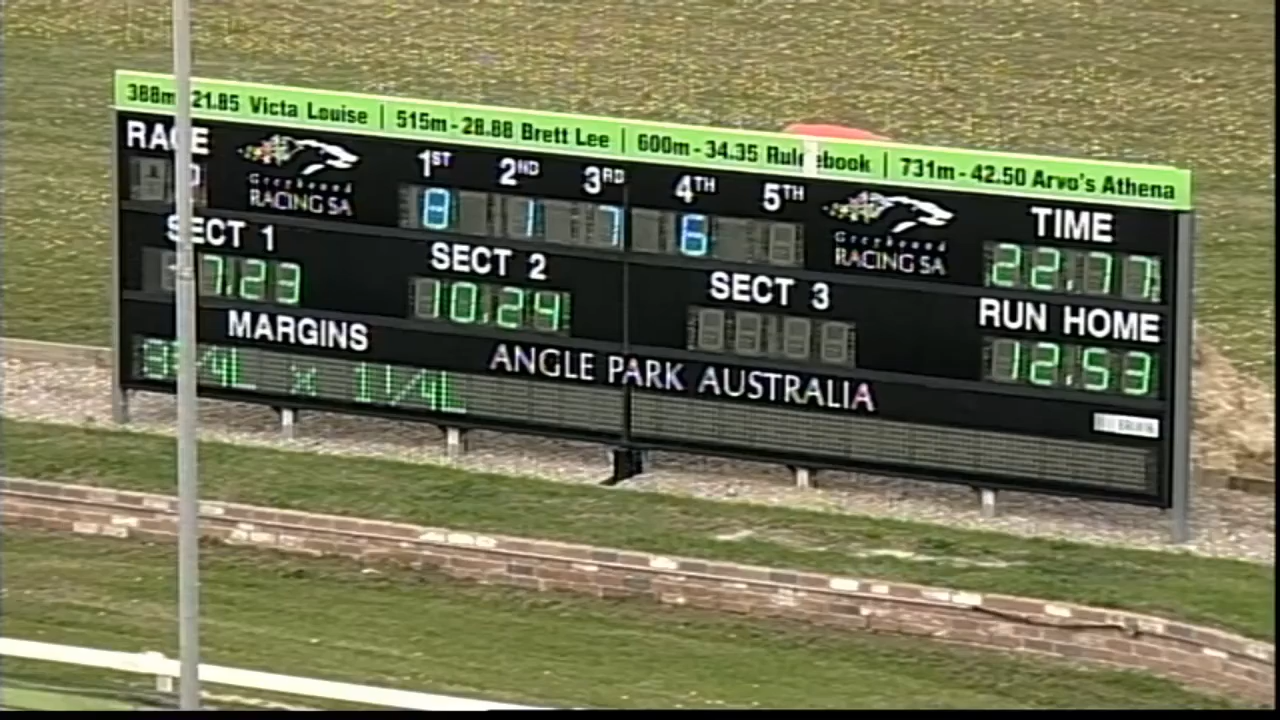 388m 21.85 Victa Louise | 515m - 28.88 Brett Lee | 600m - 34.35 Rulebook | 731m - 42.50 Arvo's Athena
RACE
1ST 2ND 3RD 4TH 5TH
Greyhound
RACING SA
8 1 7 6
Greyhound
RACING SA
TIME
22.77
SECT 1
7.23
SECT 2
10.24
SECT 3
RUN HOME
12.53
MARGINS
ANGLE PARK AUSTRALIA
x 1 1/4L